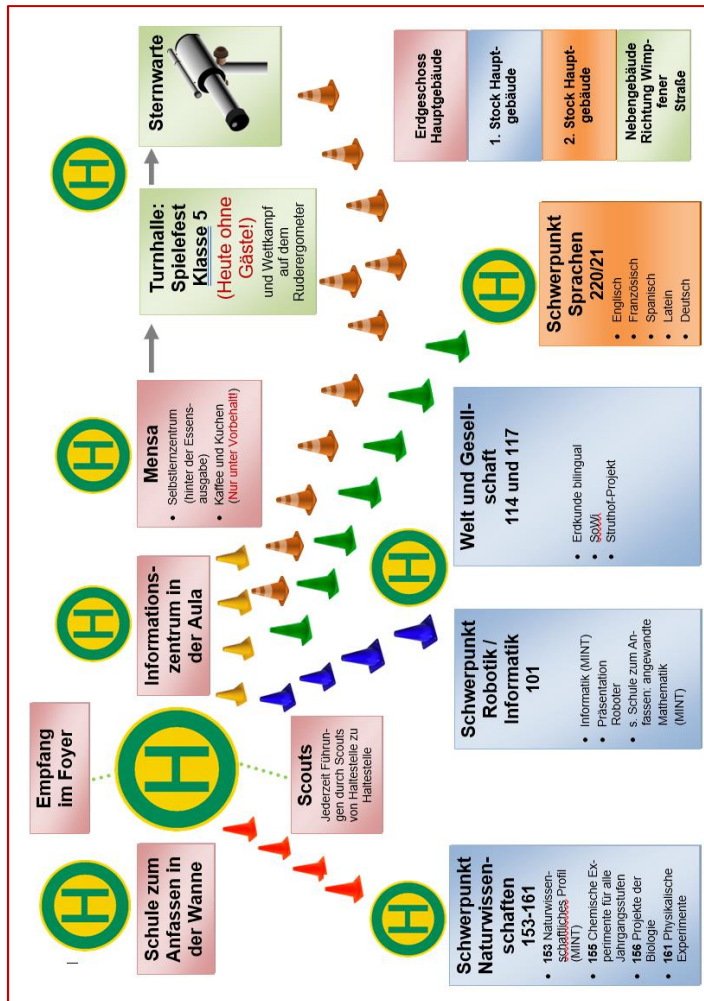 Schule zum
Anfassen in
der Wanne
Empfang
im Foyer
H
H
Scouts
Jederzeit Führun-
gen durch Scouts
von Haltestelle zu
Haltestelle
Informations-
zentrum in
der Aula
H
Mensa
• Selbstlernzentrum
(hinter der Essens-
ausgabe)
• Kaffee und Kuchen
(Nur unter Vorbehalt!)
H
Turnhalle:
Spielefest
Klasse 5
(Heute ohne
Gäste!)
und Wettkampf
auf dem
Ruderergometer
H
Sternwarte
H
Schwerpunkt
Naturwissen-
schaften
153-161
• 153 Naturwissen-
schaftliches Profil
(MINT)
• 155 Chemische Ex-
perimente für alle
Jahrgangsstufen
• 156 Projekte der
Biologie
• 161 Physikalische
Experimente
Schwerpunkt
Robotik /
Informatik
101
• Informatik (MINT)
• Präsentation
Roboter
• s. Schule zum An-
fassen: angewandte
Mathematik
(MINT)
H
Welt und Gesell-
schaft
114 und 117
• Erdkunde bilingual
• SoWi
• Struthof-Projekt
H
Schwerpunkt
Sprachen
220/21
• Englisch
• Französisch
• Spanisch
• Latein
• Deutsch
Erdgeschoss
Hauptgebäude
1. Stock Haupt-
gebäude
2. Stock Haupt-
gebäude
Nebengebäude
Richtung Wimp-
fener
Straße